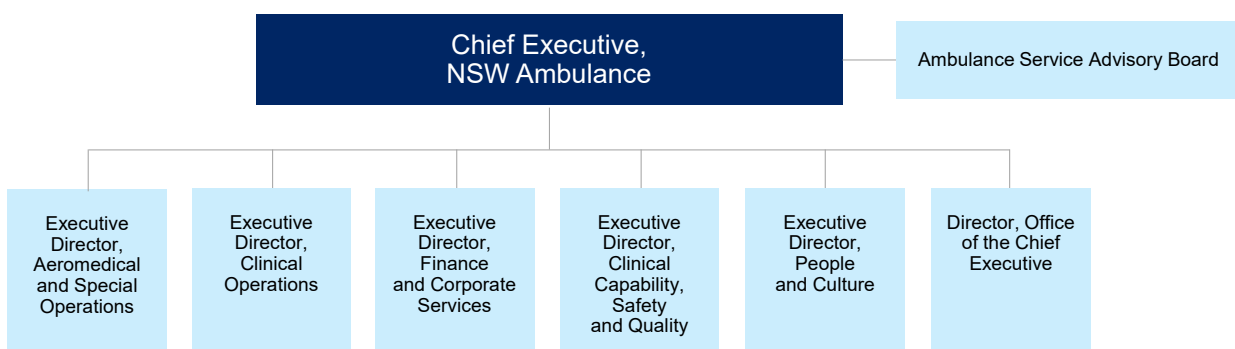 Chief Executive,
NSW Ambulance
Ambulance Service Advisory Board
Executive
Director,
Aeromedical
and Special
Operations
Executive
Director,
Clinical
Operations
Executive
Director,
Finance
and Corporate
Services
Executive
Director,
Clinical
Capability,
Safety
and Quality
Executive
Director,
People
and Culture
Director, Office
of the Chief
Executive